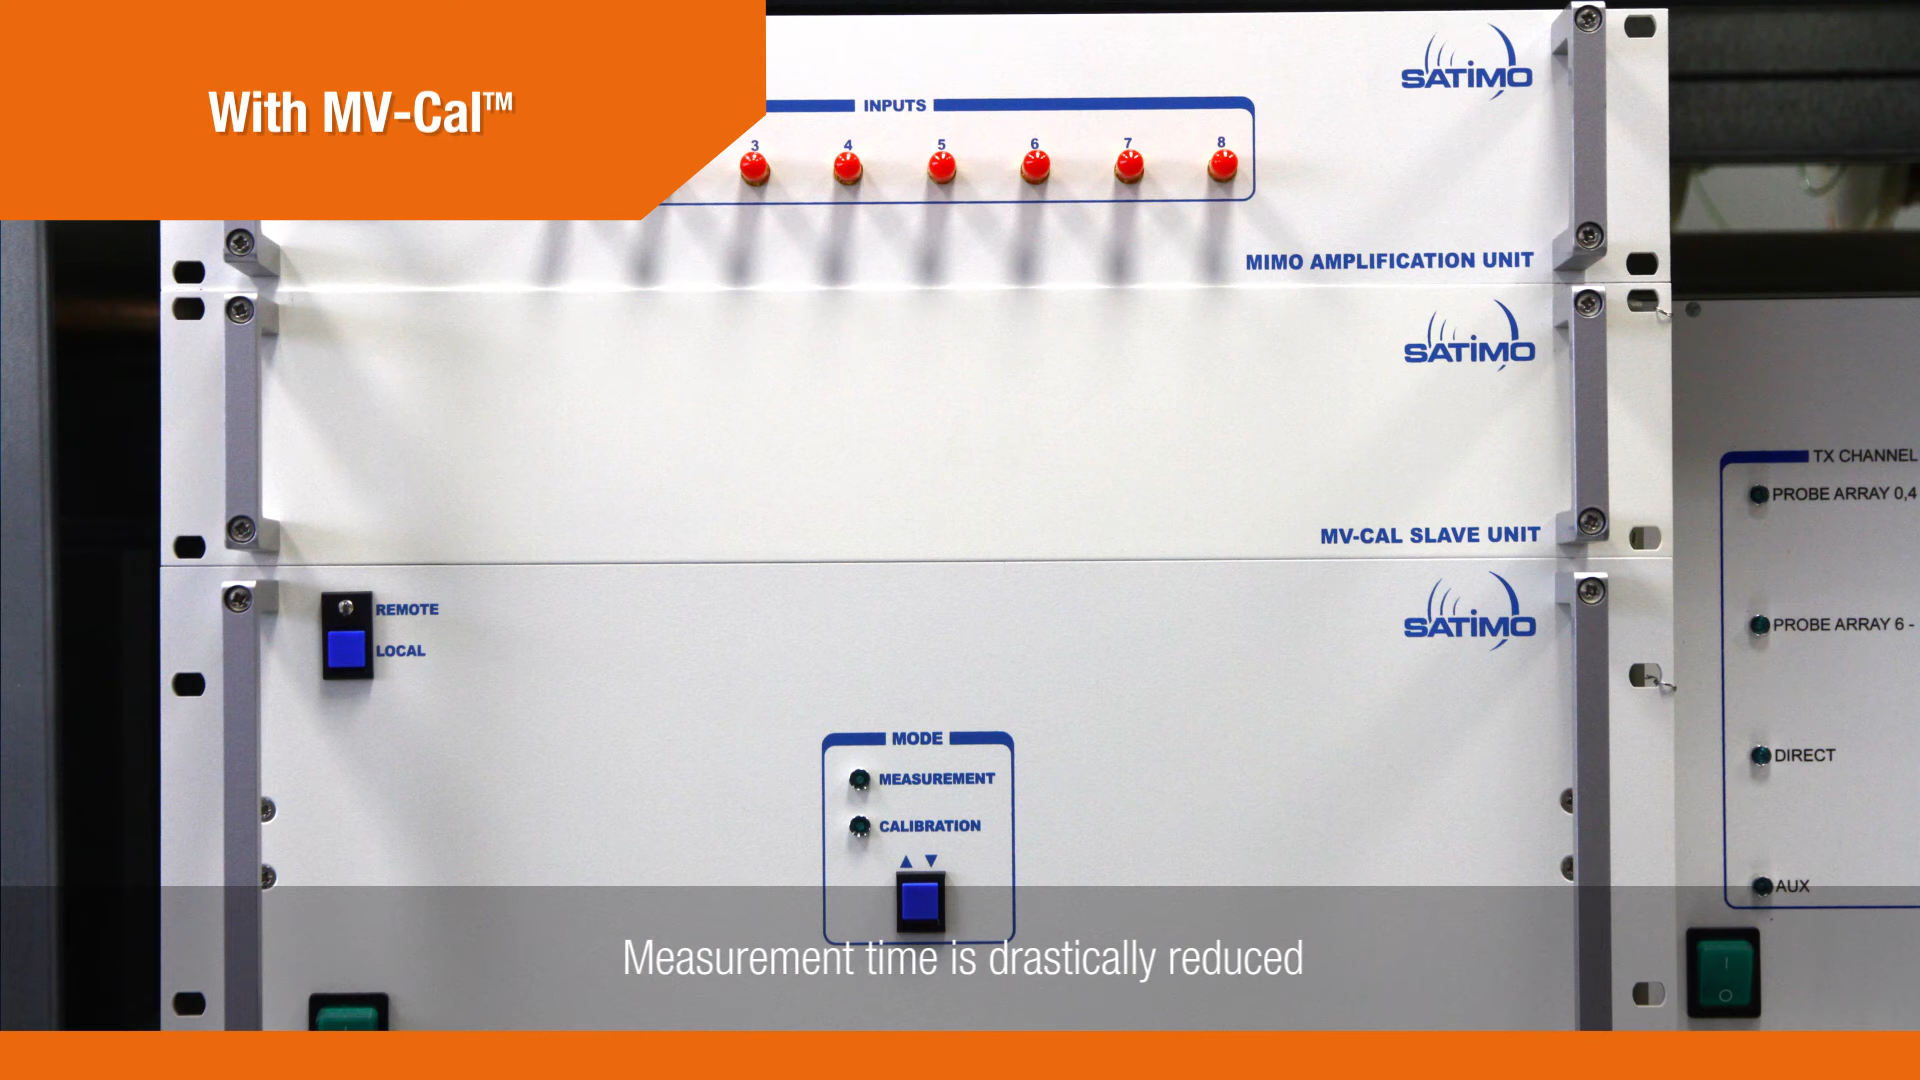 With MV-Cal™
SATIMO
INPUTS
3 4 5 6 7 8
MIMO AMPLIFICATION UNIT
SATIMO
MV-CAL SLAVE UNIT
REMOTE
LOCAL
SATIMO
MODE
MEASUREMENT
CALIBRATION
TX CHANNEL
PROBE ARRAY 0,4
PROBE ARRAY 6 -
DIRECT
AUX
Measurement time is drastically reduced